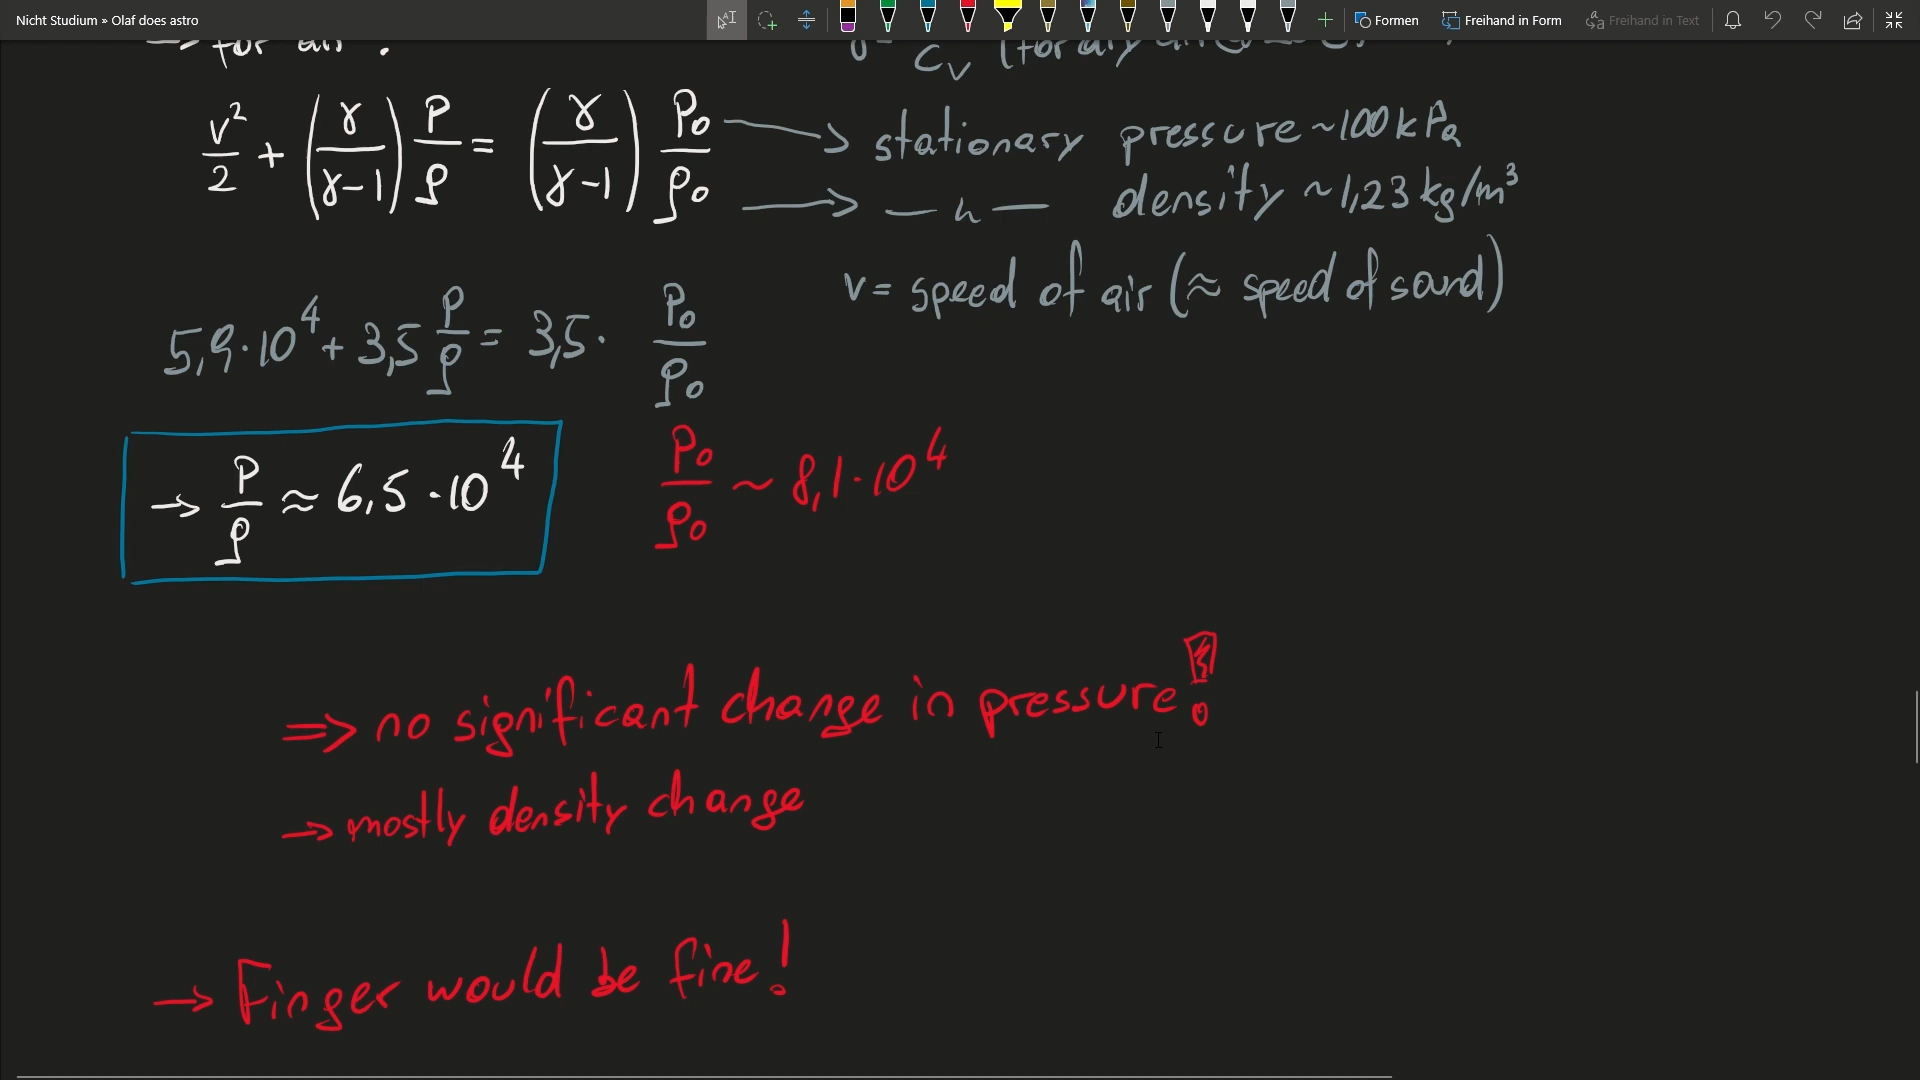 Nicht Studium » Olaf does astro
Formen
Freihand in Form
Freihand in Text
→ for air :
C_V
v²/2 + (γ/(γ-1)) P/ρ = (γ/(γ-1)) P₀/ρ₀
→ stationary pressure ~100 kPa
→ — " — density ~1,23 kg/m³
v = speed of air (≈ speed of sound)
5,9·10⁴ + 3,5 P/ρ = 3,5 · P₀/ρ₀
→ P/ρ ≈ 6,5 · 10⁴
P₀/ρ₀ ~ 8,1 · 10⁴
⇒ no significant change in pressure!
→ mostly density change
→ Finger would be fine!